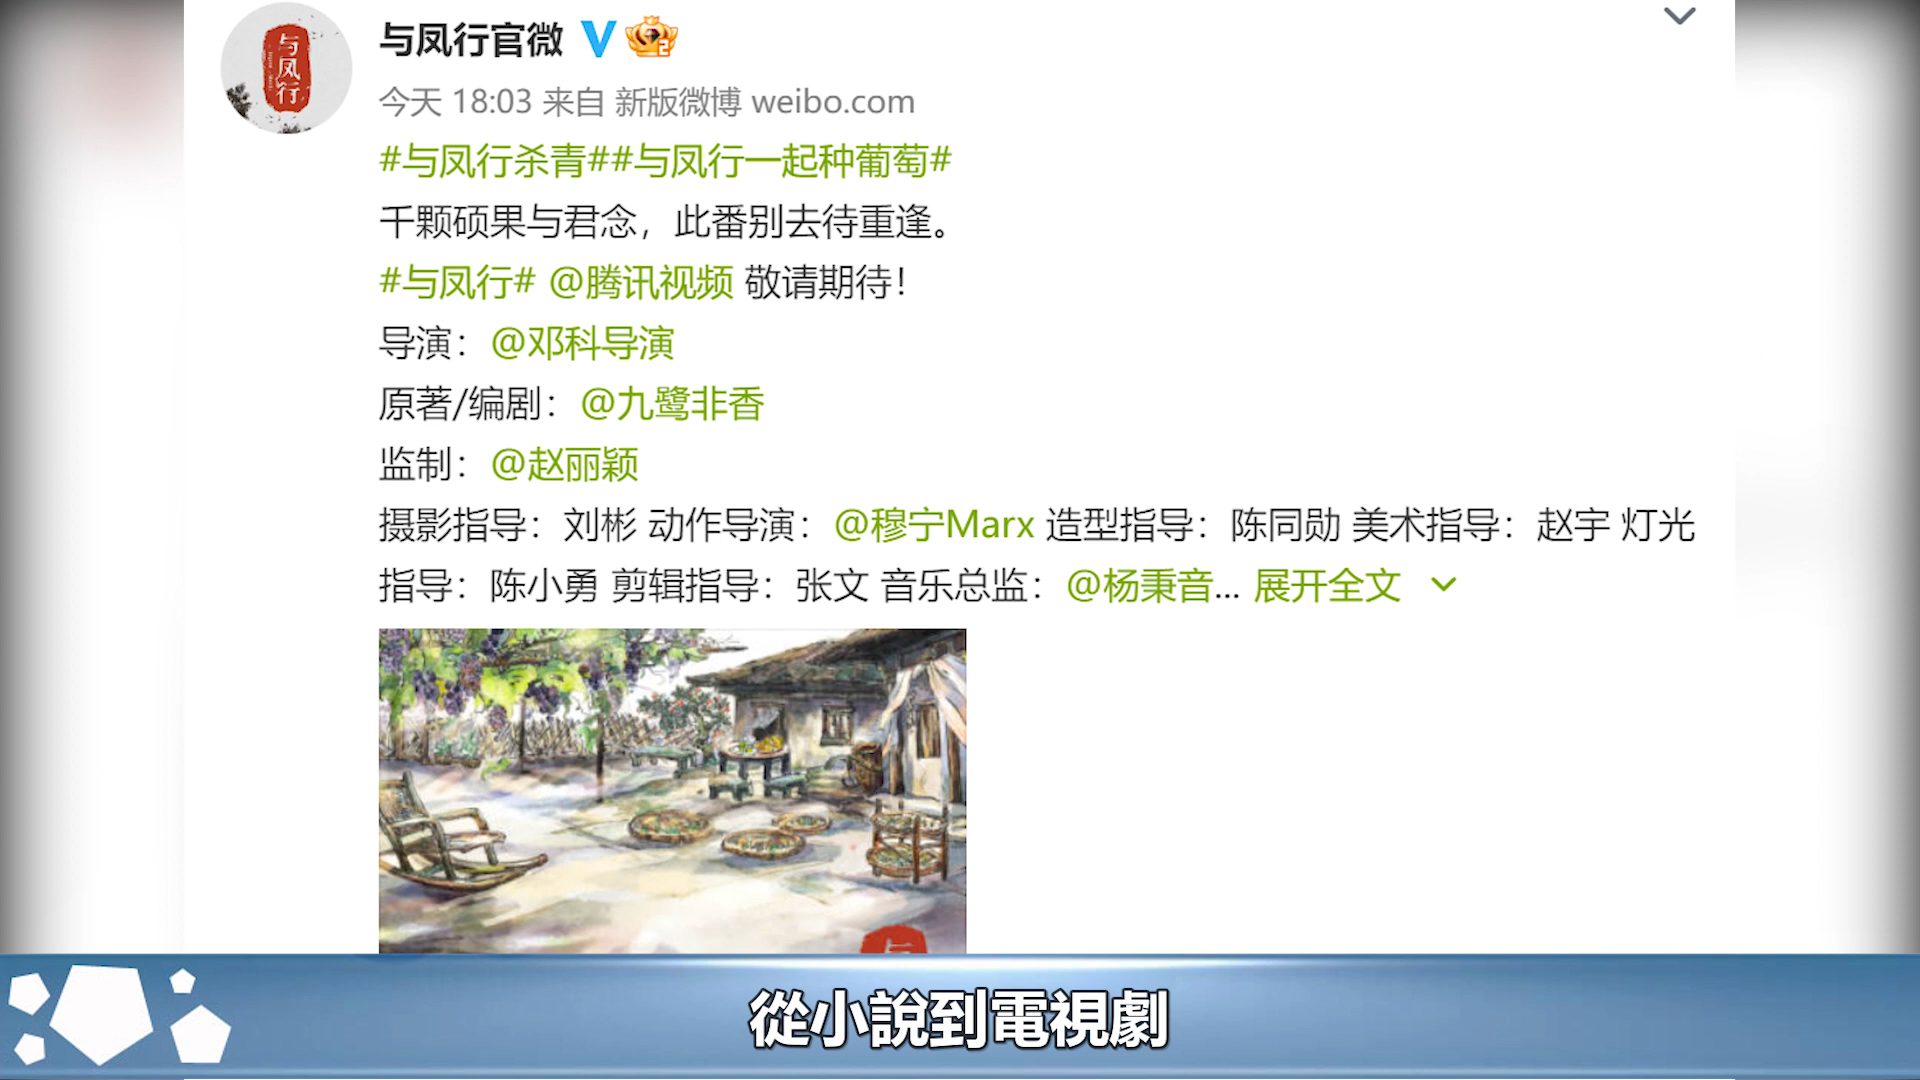 与凤行
与凤行官微
2
今天 18:03 来自 新版微博 weibo.com
#与凤行杀青##与凤行一起种葡萄#
千颗硕果与君念，此番别去待重逢。
#与凤行# @腾讯视频 敬请期待！
导演：@邓科导演
原著/编剧：@九鹭非香
监制：@赵丽颖
摄影指导：刘彬 动作导演：@穆宁Marx 造型指导：陈同勋 美术指导：赵宇 灯光
指导：陈小勇 剪辑指导：张文 音乐总监：@杨秉音... 展开全文
与
從小說到電視劇